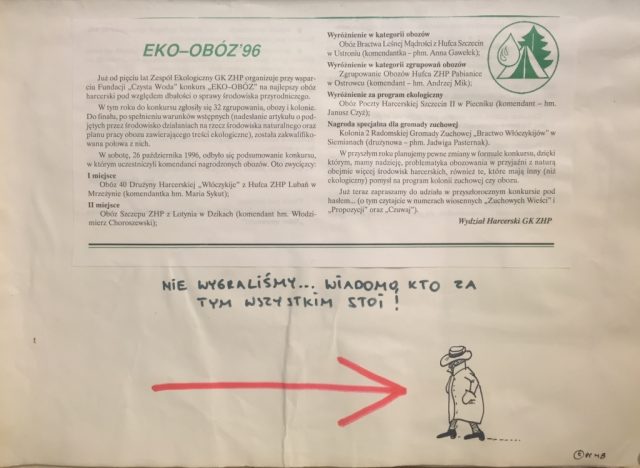 EKO–OBÓZ'96
Już od pięciu lat Zespół Ekologiczny GK ZHP organizuje przy wspar-
ciu Fundacji „Czysta Woda" konkurs „EKO–OBÓZ" na najlepszy obóz
harcerski pod względem dbałości o sprawy środowiska przyrodniczego.
W tym roku do konkursu zgłosiły 32 zgrupowania, obozy i kolonie.
Do finału, po spełnieniu warunków wstępnych (nadesłanie artykułu o pod-
jętych przez środowisko działaniach na rzecz środowiska naturalnego oraz
planu pracy obozu zawierającego treści ekologiczne), została zakwalifiko-
wana połowa z nich.
W sobotę, 26 października 1996, odbyło się podsumowanie konkursu,
w którym uczestniczyli komendanci nagrodzonych obozów. Oto zwycięzcy:
I miejsce
Obóz 40 Drużyny Harcerskiej „Włóczykije" z Hufca ZHP Lubań w
Mrzeżynie (komendantka hm. Maria Sykut);
II miejsce
Obóz Szczepu ZHP z Lotynia w Dzikach (komendant hm. Włodzi-
mierz Choroszewski);
Wyróżnienie w kategorii obozów
Obóz Bractwa Leśnej Mądrości z Hufca Szczecin
w Ustroniu (komendantka – phm. Anna Gawełek);
Wyróżnienie w kategorii zgrupowań obozów
Zgrupowanie Obozów Hufca ZHP Pabianice
w Ostrowcu (komendant – hm. Andrzej Mik);
Wyróżnienie za program ekologiczny
Obóz Poczty Harcerskiej Szczecin II w Pieczniku (komendant – hm.
Janusz Czyż);
Nagroda specjalna dla gromady zuchowej
Kolonia 2 Radomskiej Gromady Zuchowej „Bractwo Włóczykijów" w
Siemianach (drużynowa – phm. Jadwiga Pasternak).
W przyszłym roku planujemy pewne zmiany w formule konkursu, dzięki
którym, mamy nadzieję, problematyka obozowania w przyjaźni z naturą
obejmie więcej środowisk harcerskich, również te, które mają inny (niż
ekologiczny) pomysł na program kolonii zuchowej czy obozu.
Już teraz zapraszamy do udziału w przyszłorocznym konkursie pod
hasłem... (o tym czytajcie w numerach wiosennych „Zuchowych Wieści" i
„Propozycji" oraz „Czuwaj").
Wydział Harcerski GK ZHP
NIE WYGRALIŚMY... WIADOMO, KTO ZA
TYM WSZYSTKIM STOI!